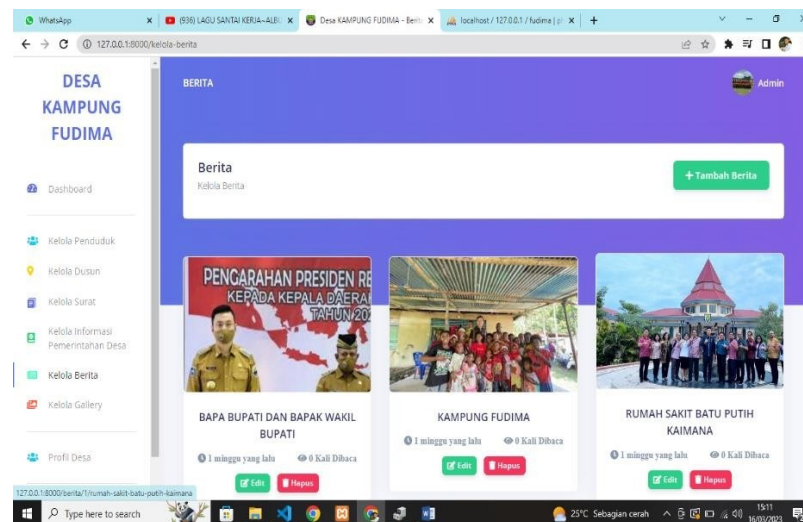 WhatsApp
(936) LAGU SANTAI KERJA~ALB
Desa KAMPUNG FUDIMA - Berit
localhost / 127.0.0.1 / fudima | p
127.0.0.1:8000/kelola-berita
DESA
KAMPUNG
FUDIMA
Dashboard
Kelola Penduduk
Kelola Dusun
Kelola Surat
Kelola Informasi
Pemerintahan Desa
Kelola Berita
Kelola Gallery
Profil Desa
BERITA
Admin
Berita
Kelola Berita
+ Tambah Berita
PENGARAHAN PRESIDEN RE
KEPADA KEPALA DAERA
TAHUN 202
BAPA BUPATI DAN BAPAK WAKIL
BUPATI
1 minggu yang lalu 0 Kali Dibaca
Edit Hapus
KAMPUNG FUDIMA
1 minggu yang lalu 0 Kali Dibaca
Edit Hapus
RUMAH SAKIT BATU PUTIH
KAIMANA
1 minggu yang lalu 0 Kali Dibaca
Edit Hapus
127.0.0.1:8000/berita/1/rumah-sakit-batu-putih-kaimana
Type here to search
25°C Sebagian cerah
15:11
16/03/2023